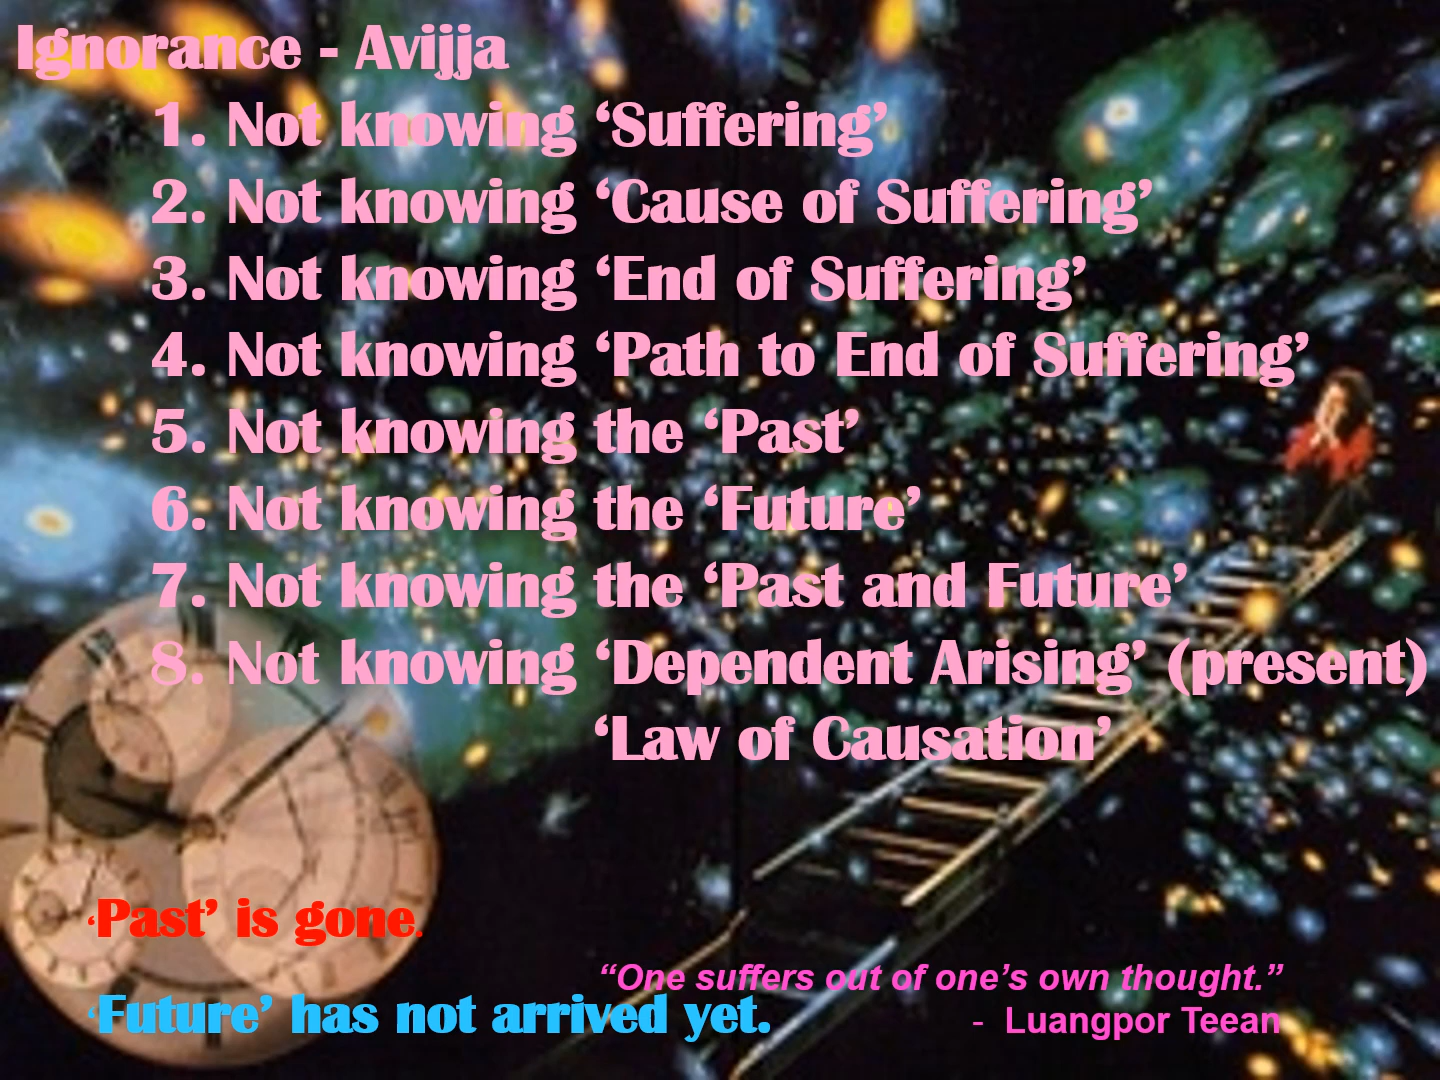 Ignorance - Avijja
1. Not knowing ‘Suffering’
2. Not knowing ‘Cause of Suffering’
3. Not knowing ‘End of Suffering’
4. Not knowing ‘Path to End of Suffering’
5. Not knowing the ‘Past’
6. Not knowing the ‘Future’
7. Not knowing the ‘Past and Future’
8. Not knowing ‘Dependent Arising’ (present)
‘Law of Causation’
‘Past’ is gone.
‘Future’ has not arrived yet.
“One suffers out of one’s own thought.”
- Luangpor Teean